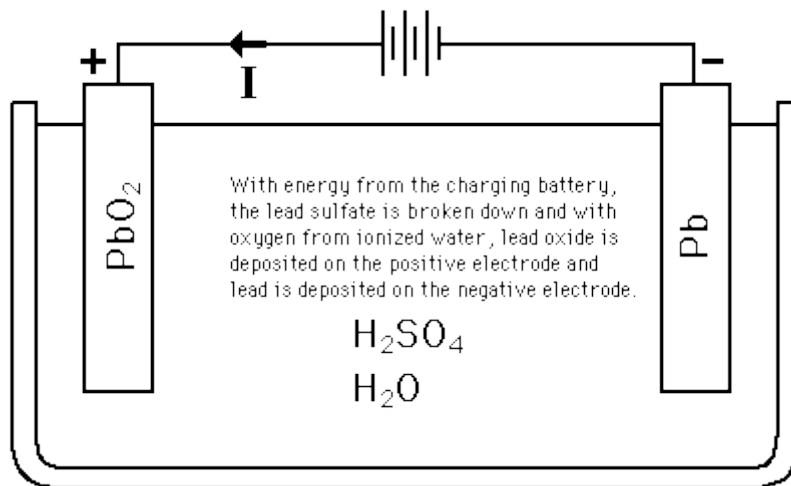 +
I
-
PbO₂
With energy from the charging battery,
the lead sulfate is broken down and with
oxygen from ionized water, lead oxide is
deposited on the positive electrode and
lead is deposited on the negative electrode.
Pb
H₂SO₄
H₂O